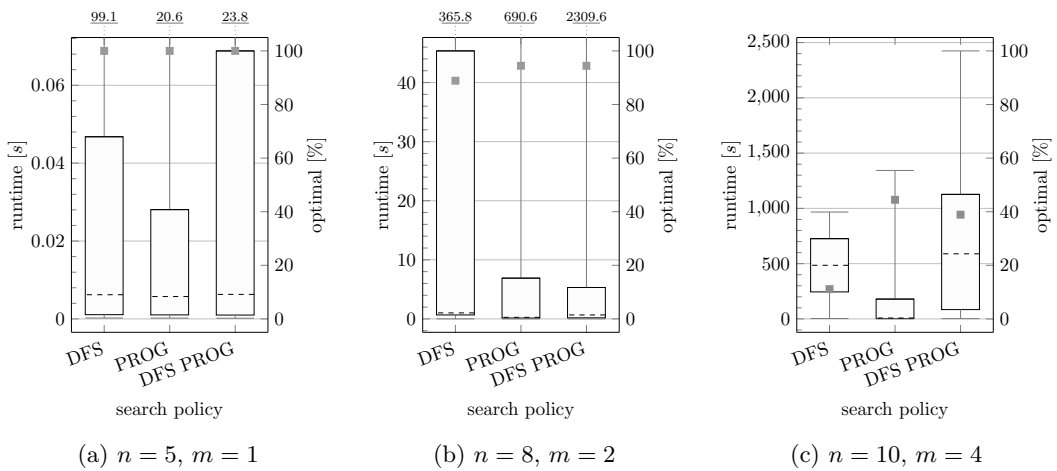 99.1 20.6 23.8
0.06
0.04
0.02
0
runtime [s]
100
80
60
40
20
0
optimal [%]
DFS
PROG
DFS PROG
search policy
(a) n = 5, m = 1
365.8 690.6 2309.6
40
30
20
10
0
runtime [s]
100
80
60
40
20
0
optimal [%]
DFS
PROG
DFS PROG
search policy
(b) n = 8, m = 2
2,500
2,000
1,500
1,000
500
0
runtime [s]
100
80
60
40
20
0
optimal [%]
DFS
PROG
DFS PROG
search policy
(c) n = 10, m = 4